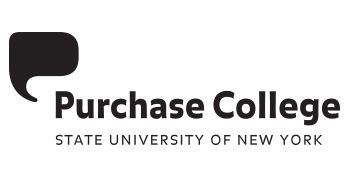 Purchase College
STATE UNIVERSITY OF NEW YORK